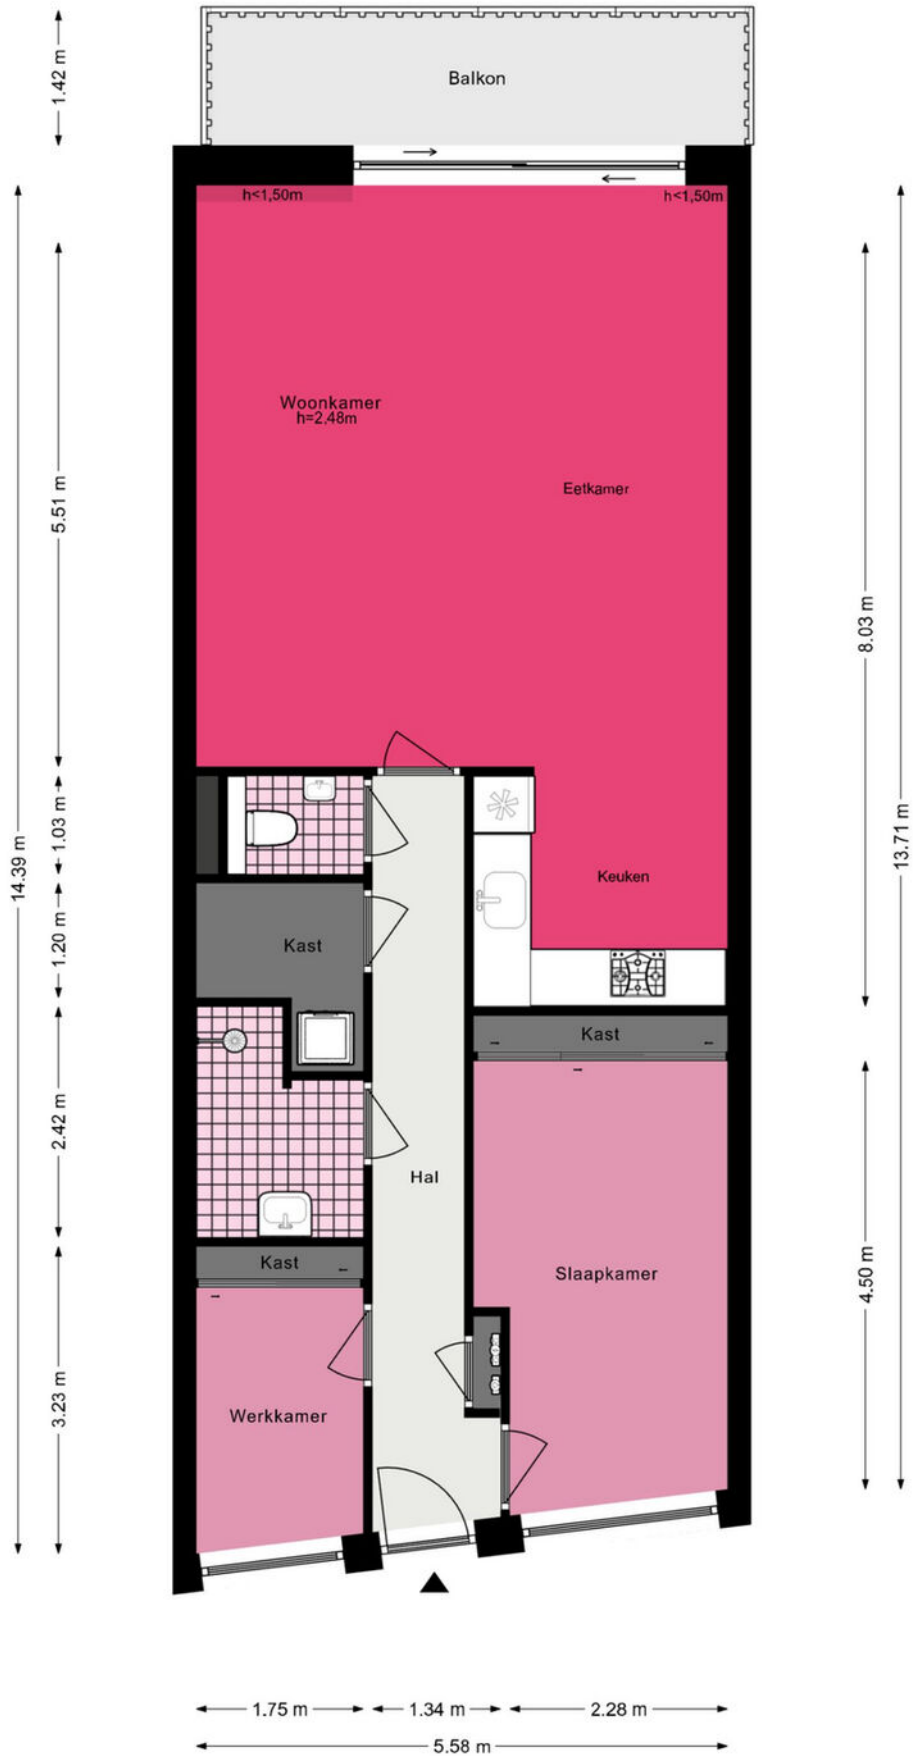 1.42 m
Balkon
h<1,50m
h<1,50m
Woonkamer
h=2,48m
Eetkamer
5.51 m
8.03 m
14.39 m
13.71 m
1.03 m
Keuken
1.20 m
Kast
Kast
2.42 m
Hal
Kast
Slaapkamer
4.50 m
3.23 m
Werkkamer
1.75 m
1.34 m
2.28 m
5.58 m